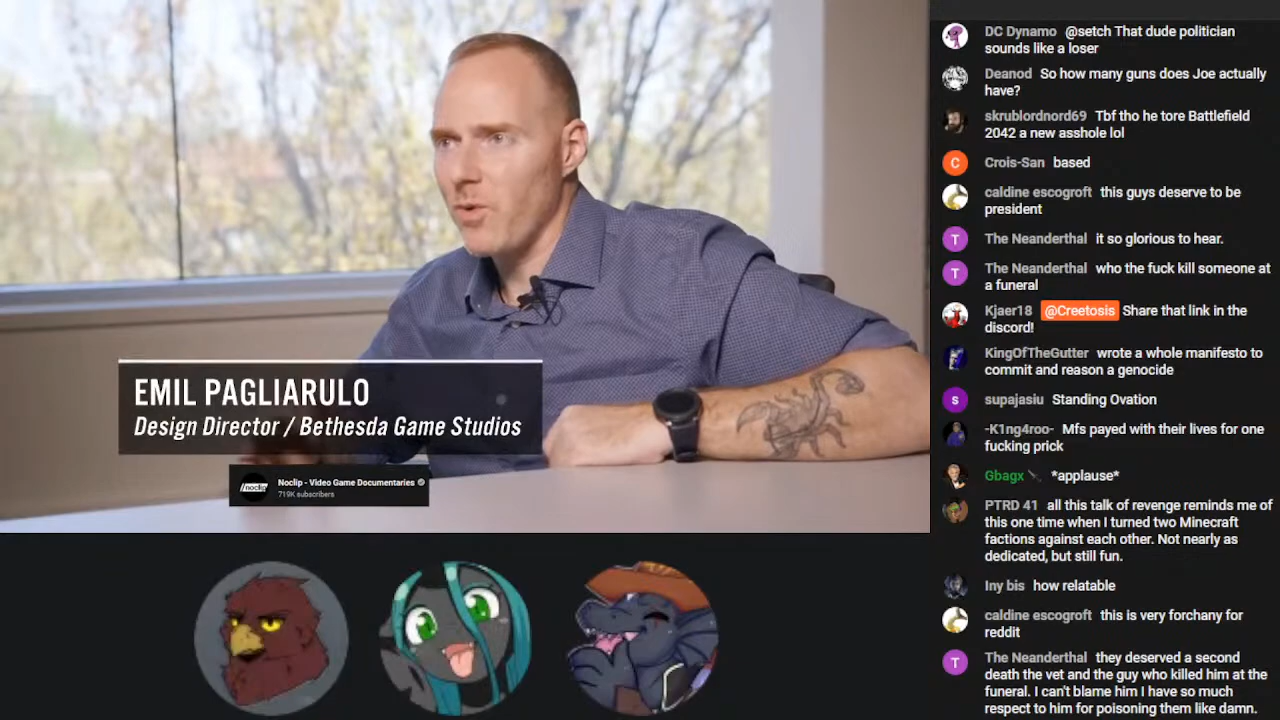 EMIL PAGLIARULO
Design Director / Bethesda Game Studios
noclip
Noclip - Video Game Documentaries
719K subscribers
DC Dynamo @setch That dude politician
sounds like a loser
Deanod So how many guns does Joe actually
have?
skrublordnord69 Tbf tho he tore Battlefield
2042 a new asshole lol
C
Crois-San based
caldine escogroft this guys deserve to be
president
T
The Neanderthal it so glorious to hear.
T
The Neanderthal who the fuck kill someone at
a funeral
Kjaer18 @Creetosis Share that link in the
discord!
KingOfTheGutter wrote a whole manifesto to
commit and reason a genocide
s
supajasiu Standing Ovation
-K1ng4roo- Mfs payed with their lives for one
fucking prick
Gbagx *applause*
PTRD 41 all this talk of revenge reminds me of
this one time when I turned two Minecraft
factions against each other. Not nearly as
dedicated, but still fun.
Iny bis how relatable
caldine escogroft this is very forchany for
reddit
T
The Neanderthal they deserved a second
death the vet and the guy who killed him at the
funeral. I can't blame him I have so much
respect to him for poisoning them like damn.